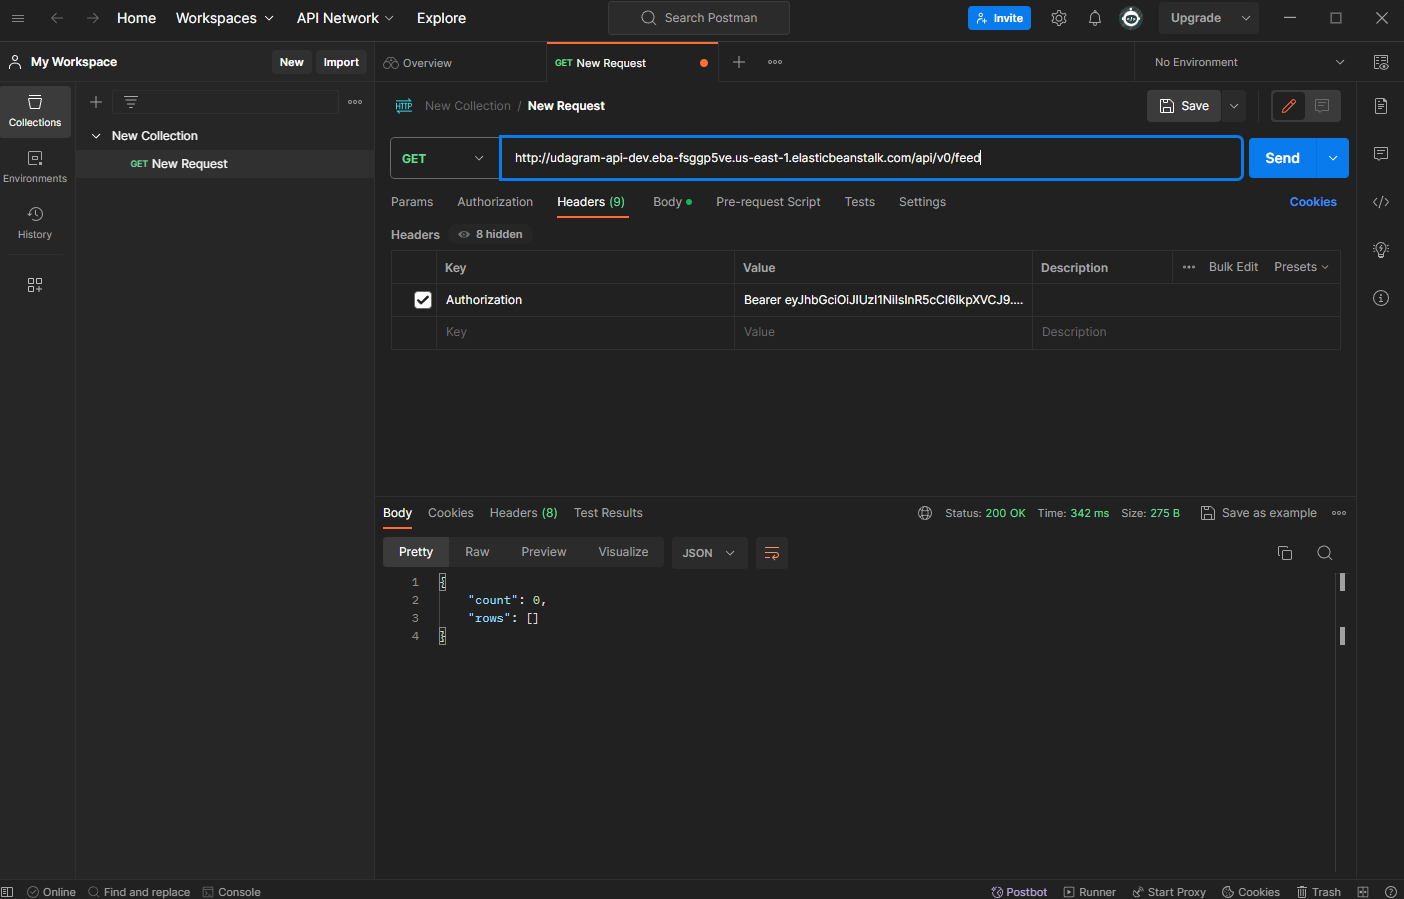 Home Workspaces API Network Explore Search Postman Invite Upgrade
My Workspace New Import Overview GET New Request No Environment
Collections
Environments
History
New Collection
GET New Request
HTTP New Collection / New Request Save
GET http://udagram-api-dev.eba-fsggp5ve.us-east-1.elasticbeanstalk.com/api/v0/feed Send
Params Authorization Headers (9) Body Pre-request Script Tests Settings Cookies
Headers 8 hidden
Key Value Description Bulk Edit Presets
Authorization Bearer eyJhbGciOiJIUzI1NiIsInR5cCI6IkpXVCJ9....
Key Value Description
Body Cookies Headers (8) Test Results Status: 200 OK Time: 342 ms Size: 275 B Save as example
Pretty Raw Preview Visualize JSON
1 {
2 "count": 0,
3 "rows": []
4 }
Online Find and replace Console Postbot Runner Start Proxy Cookies Trash